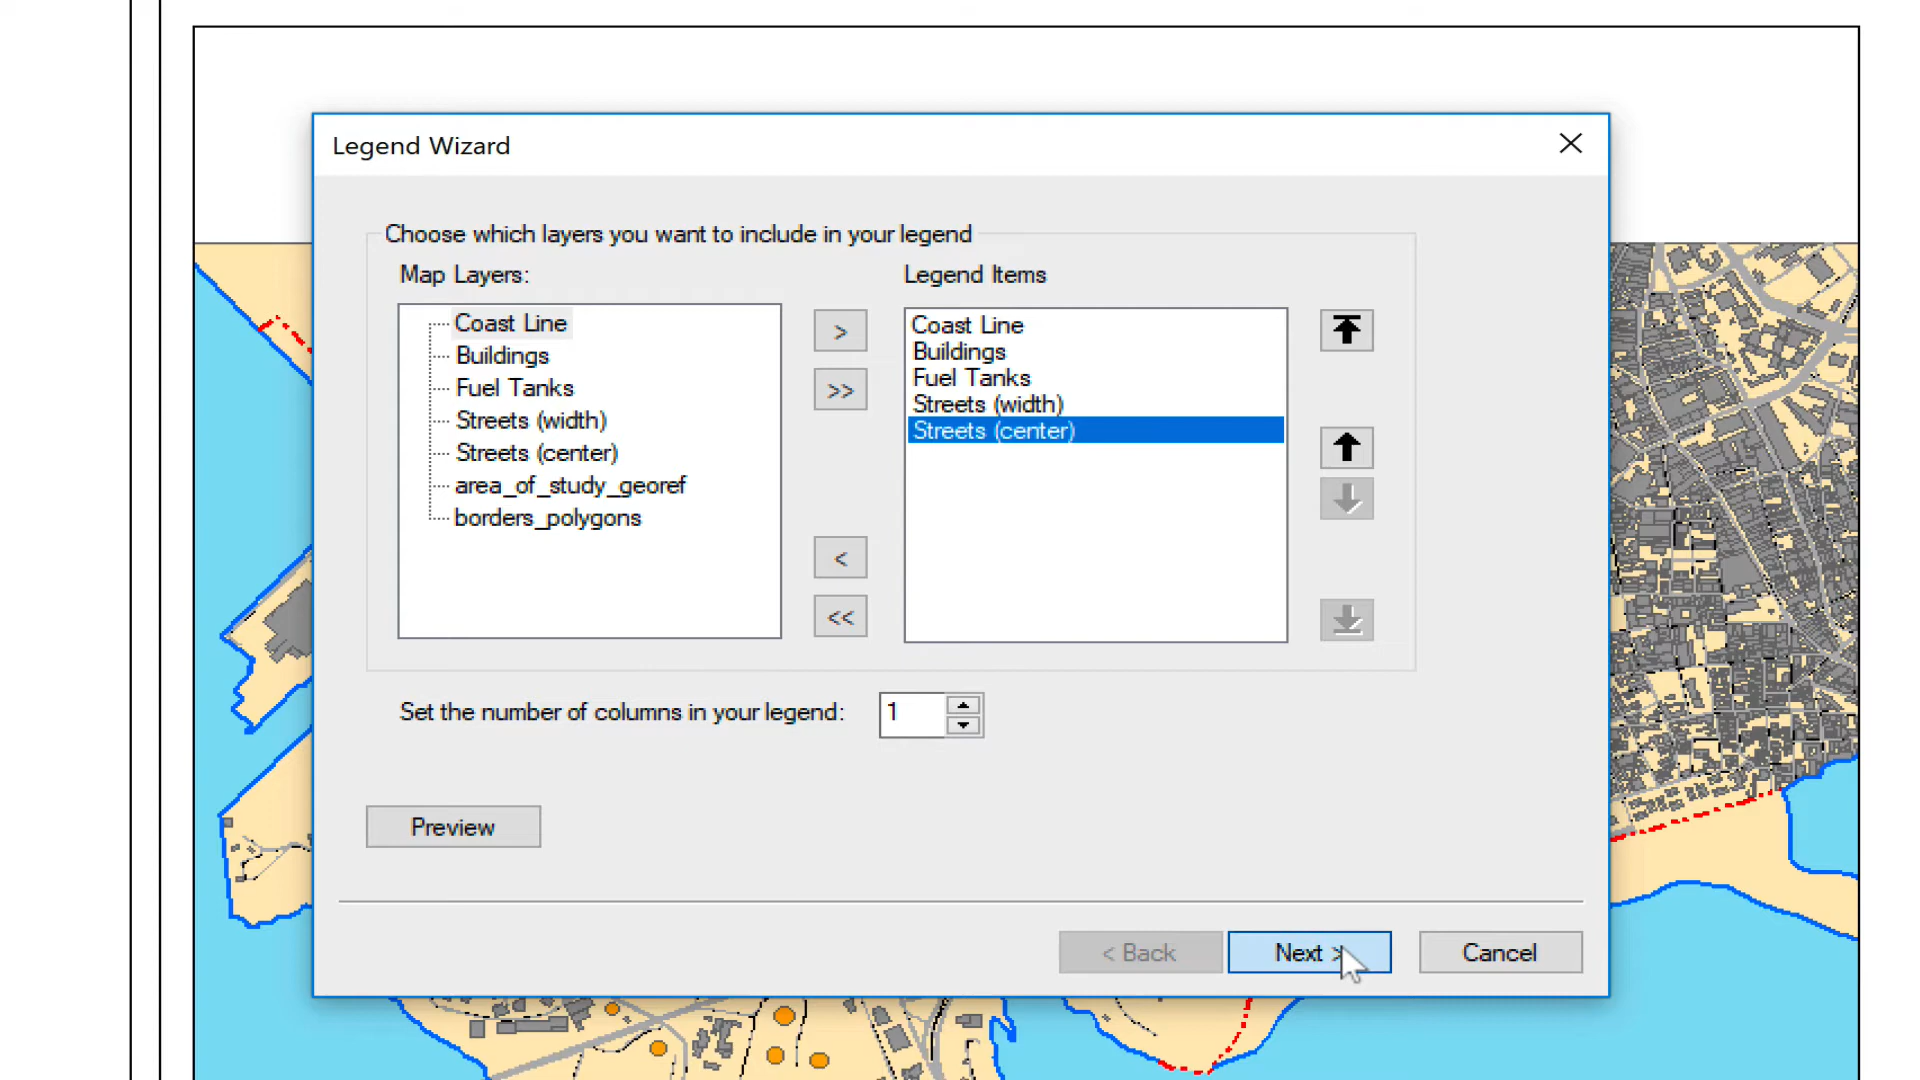 Legend Wizard
Choose which layers you want to include in your legend
Map Layers:
Legend Items
Coast Line
Buildings
Fuel Tanks
Streets (width)
Streets (center)
area_of_study_georef
borders_polygons
>
>>
<
<<
Coast Line
Buildings
Fuel Tanks
Streets (width)
Streets (center)
Set the number of columns in your legend: 1
Preview
< Back
Next >
Cancel